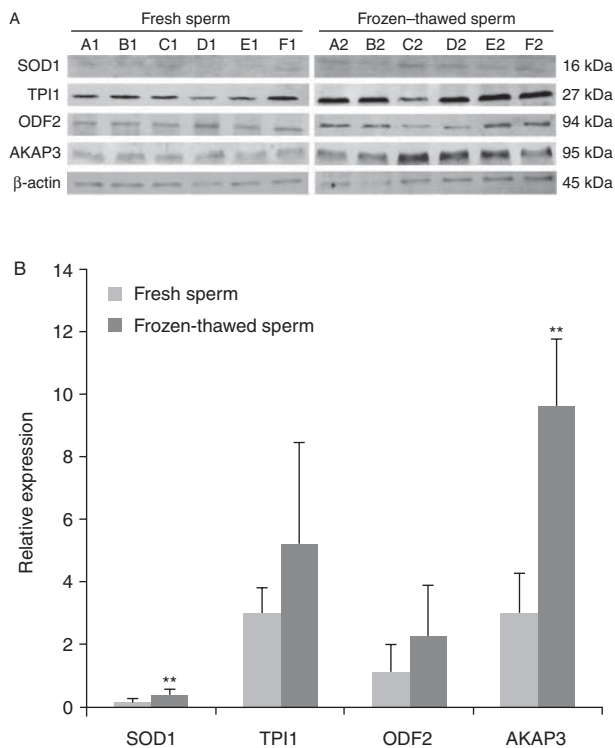 A
Fresh sperm
Frozen–thawed sperm
A1 B1 C1 D1 E1 F1 A2 B2 C2 D2 E2 F2
SOD1 16 kDa
TPI1 27 kDa
ODF2 94 kDa
AKAP3 95 kDa
β-actin 45 kDa
B
14
Fresh sperm
Frozen-thawed sperm
12
**
10
8
Relative expression
6
4
2
**
0
SOD1 TPI1 ODF2 AKAP3